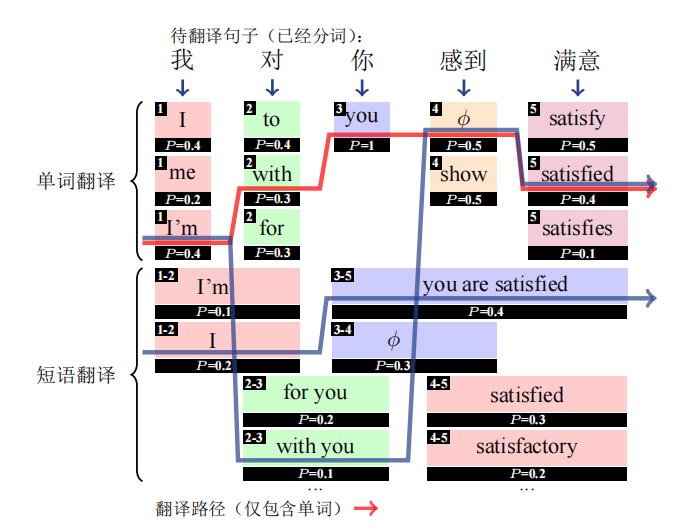 待翻译句子（已经分词）:
我 对 你 感到 满意
1 I P=0.4
2 to P=0.4
3 you P=1
4 ϕ P=0.5
5 satisfy P=0.5
单词翻译
1 me P=0.2
2 with P=0.3
4 show P=0.5
5 satisfied P=0.4
1 I’m P=0.4
2 for P=0.3
5 satisfies P=0.1
短语翻译
1-2 I’m P=0.1
3-5 you are satisfied P=0.4
1-2 I P=0.2
3-4 ϕ P=0.3
2-3 for you P=0.2
4-5 satisfied P=0.3
2-3 with you P=0.1
4-5 satisfactory P=0.2
... ...
翻译路径（仅包含单词）